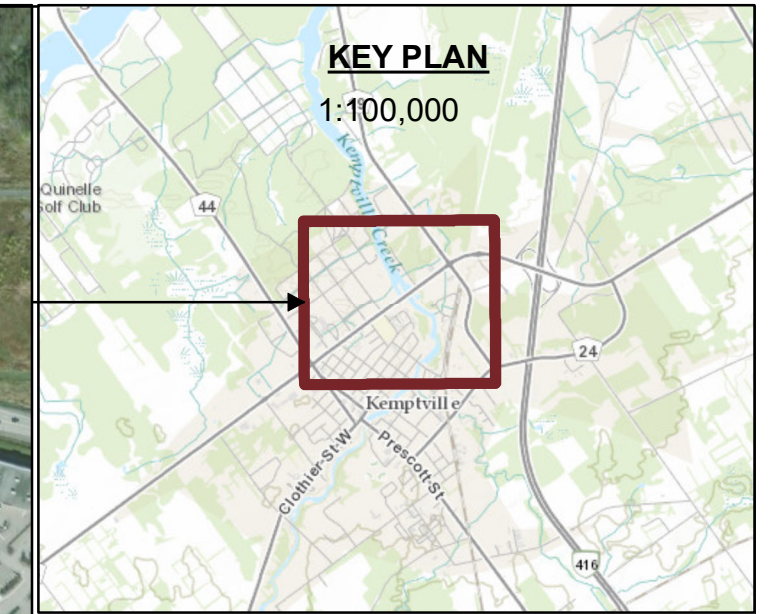 KEY PLAN
1:100,000
Quinelle
Golf Club
44
Kemptville Creek
24
Kemptville
Clothier-St-W
Prescott-St
416